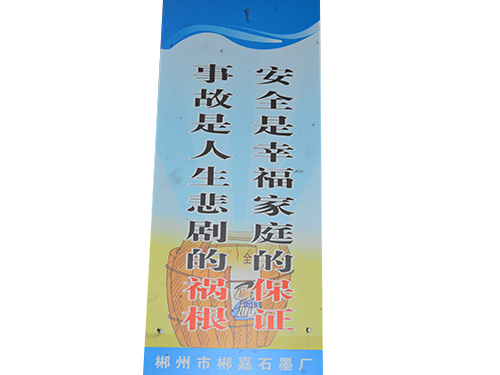 安全是幸福家庭的保证
事故是人生悲剧的祸根
全
郴州市郴嘉石墨厂